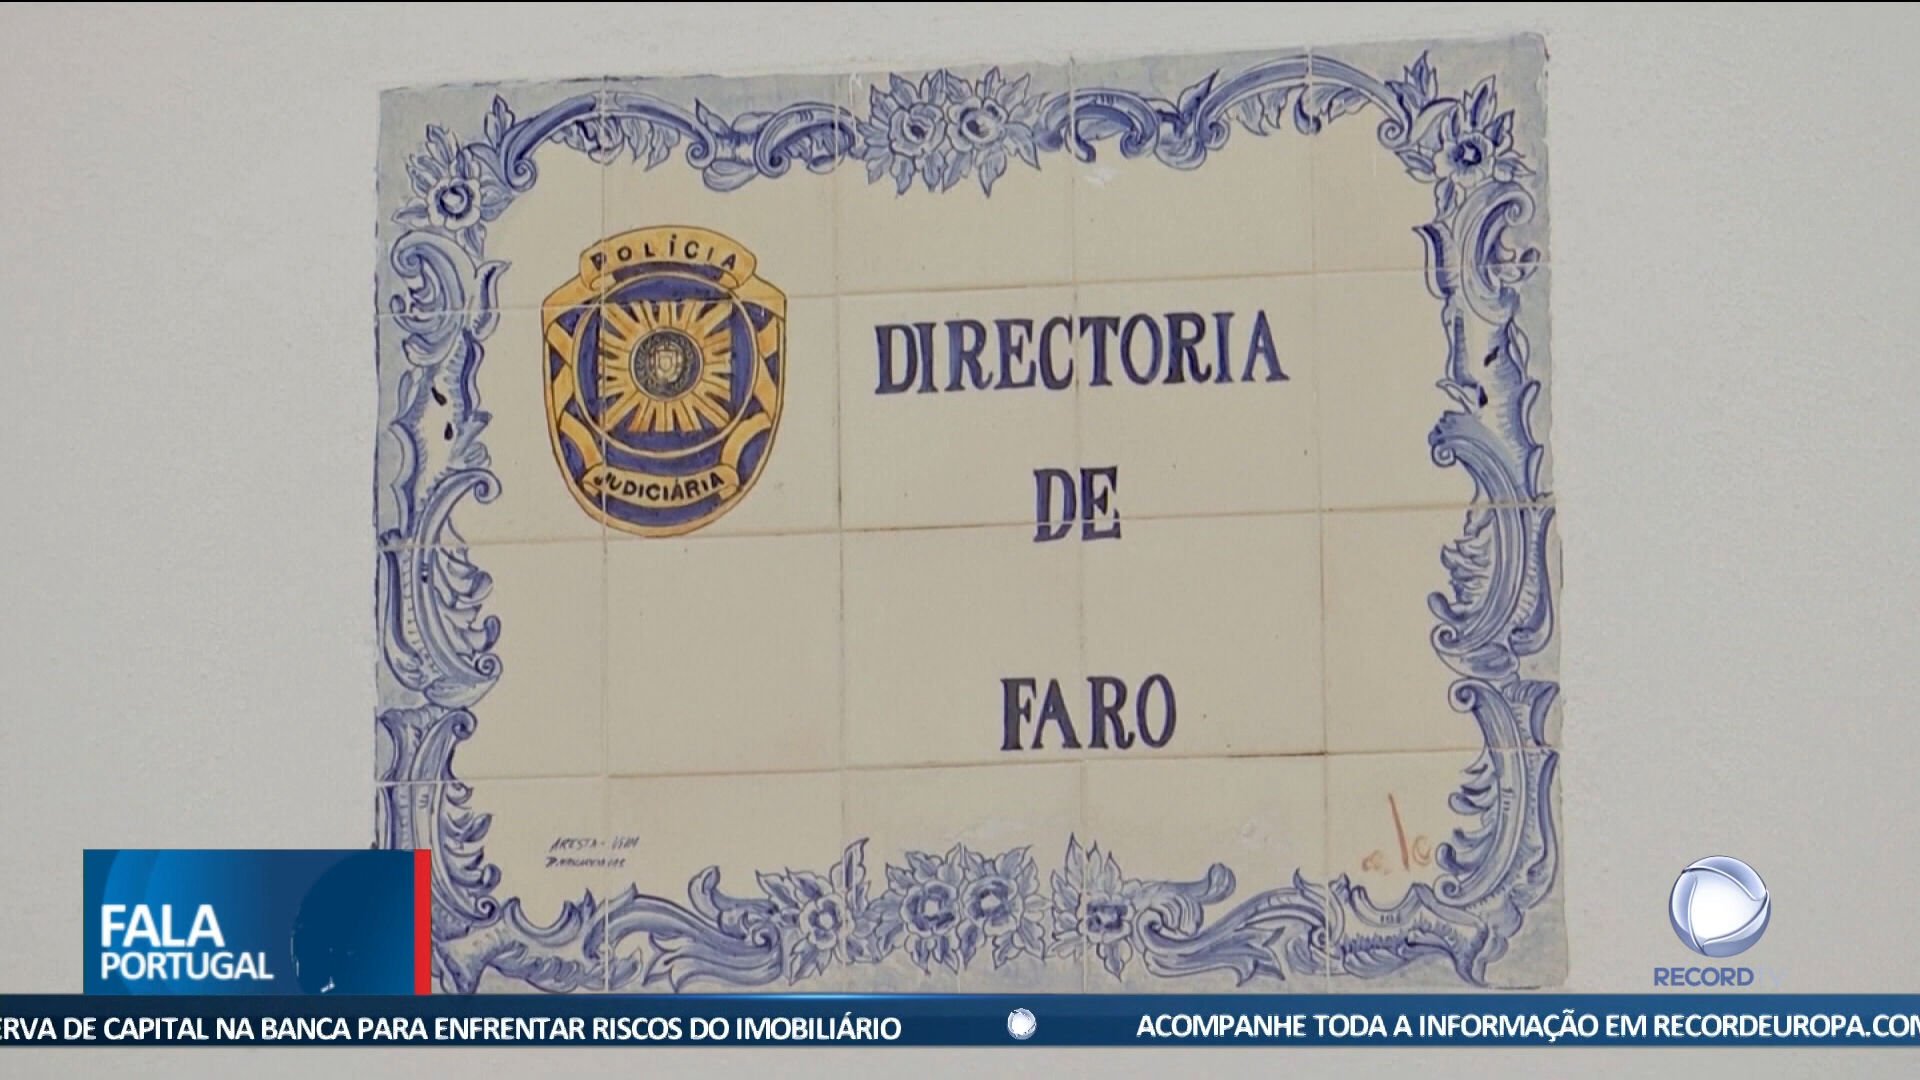 POLÍCIA
JUDICIÁRIA
DIRECTORIA
DE
FARO
FALA
PORTUGAL
RECORD TV
ERVA DE CAPITAL NA BANCA PARA ENFRENTAR RISCOS DO IMOBILIÁRIO
ACOMPANHE TODA A INFORMAÇÃO EM RECORDEUROPA.COM